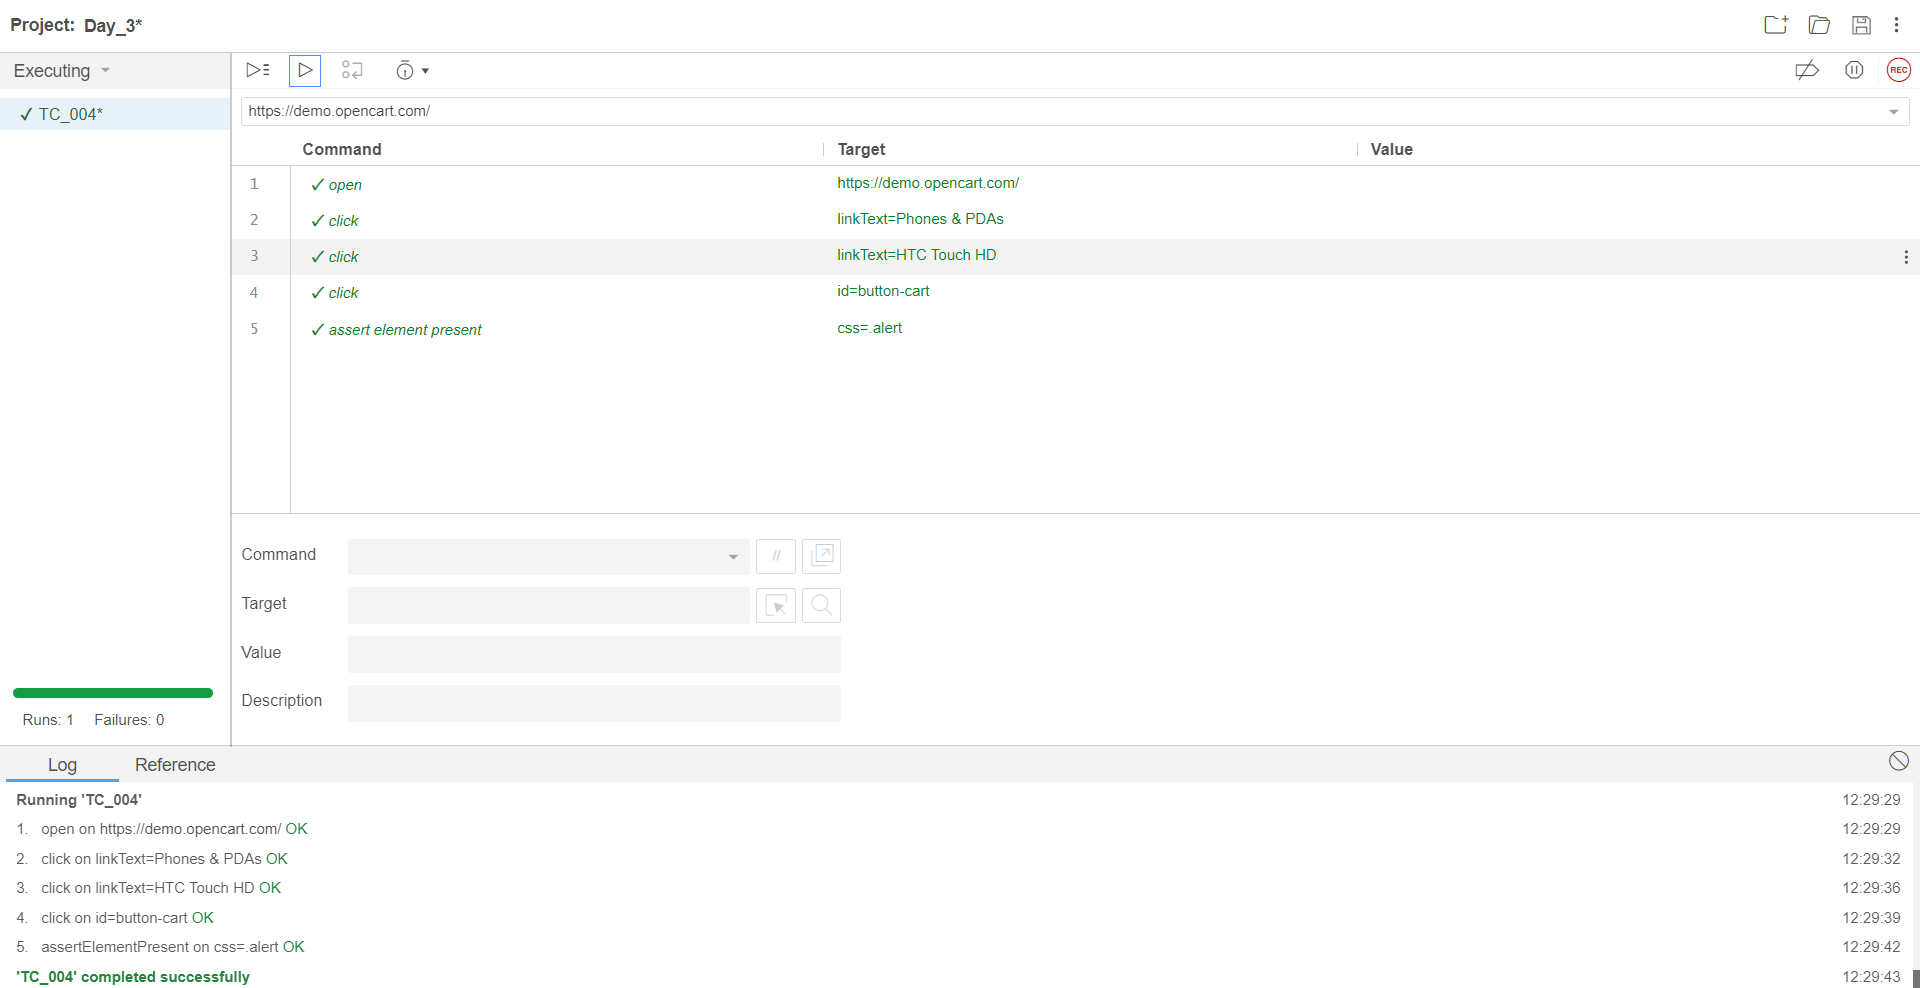 Project: Day_3*
Executing
REC
✓ TC_004*
https://demo.opencart.com/
Command Target Value
1 ✓ open https://demo.opencart.com/
2 ✓ click linkText=Phones & PDAs
3 ✓ click linkText=HTC Touch HD
4 ✓ click id=button-cart
5 ✓ assert element present css=.alert
Command //
Target
Value
Description
Runs: 1 Failures: 0
Log Reference
Running 'TC_004' 12:29:29
1. open on https://demo.opencart.com/ OK 12:29:29
2. click on linkText=Phones & PDAs OK 12:29:32
3. click on linkText=HTC Touch HD OK 12:29:36
4. click on id=button-cart OK 12:29:39
5. assertElementPresent on css=.alert OK 12:29:42
'TC_004' completed successfully 12:29:43